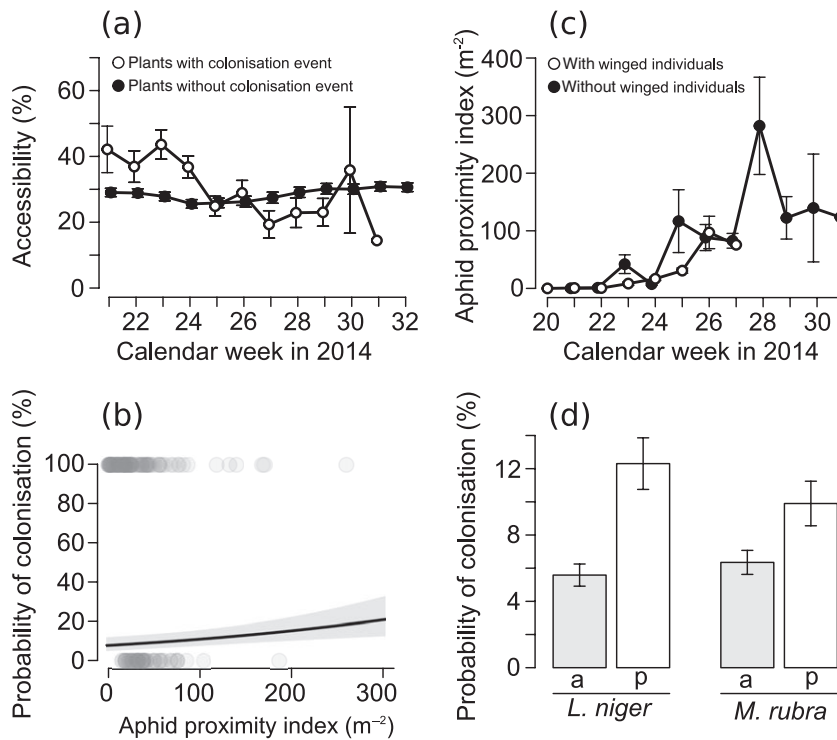 (a)
Plants with colonisation event
Plants without colonisation event
Accessibility (%)
60
40
20
0
22 24 26 28 30 32
Calendar week in 2014
(c)
With winged individuals
Without winged individuals
Aphid proximity index (m⁻²)
400
300
200
100
0
20 22 24 26 28 30
Calendar week in 2014
(b)
Probability of colonisation (%)
100
80
60
40
20
0
0 100 200 300
Aphid proximity index (m⁻²)
(d)
Probability of colonisation (%)
12
8
4
0
a p a p
L. niger M. rubra